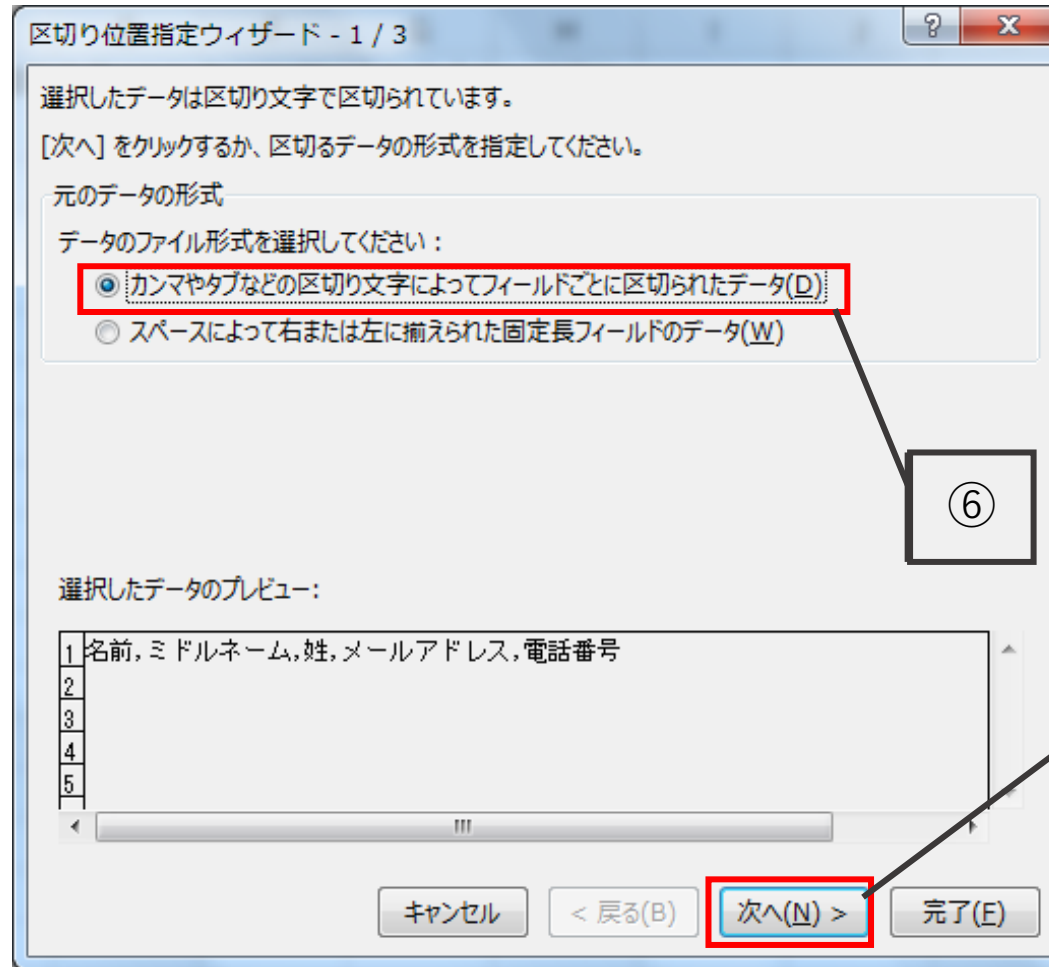 区切り位置指定ウィザード - 1 / 3
選択したデータは区切り文字で区切られています。
[次へ] をクリックするか、区切るデータの形式を指定してください。
元のデータの形式
データのファイル形式を選択してください：
カンマやタブなどの区切り文字によってフィールドごとに区切られたデータ(D)
スペースによって右または左に揃えられた固定長フィールドのデータ(W)
⑥
選択したデータのプレビュー:
1 名前,ミドルネーム,姓,メールアドレス,電話番号
2
3
4
5
キャンセル < 戻る(B) 次へ(N) > 完了(F)